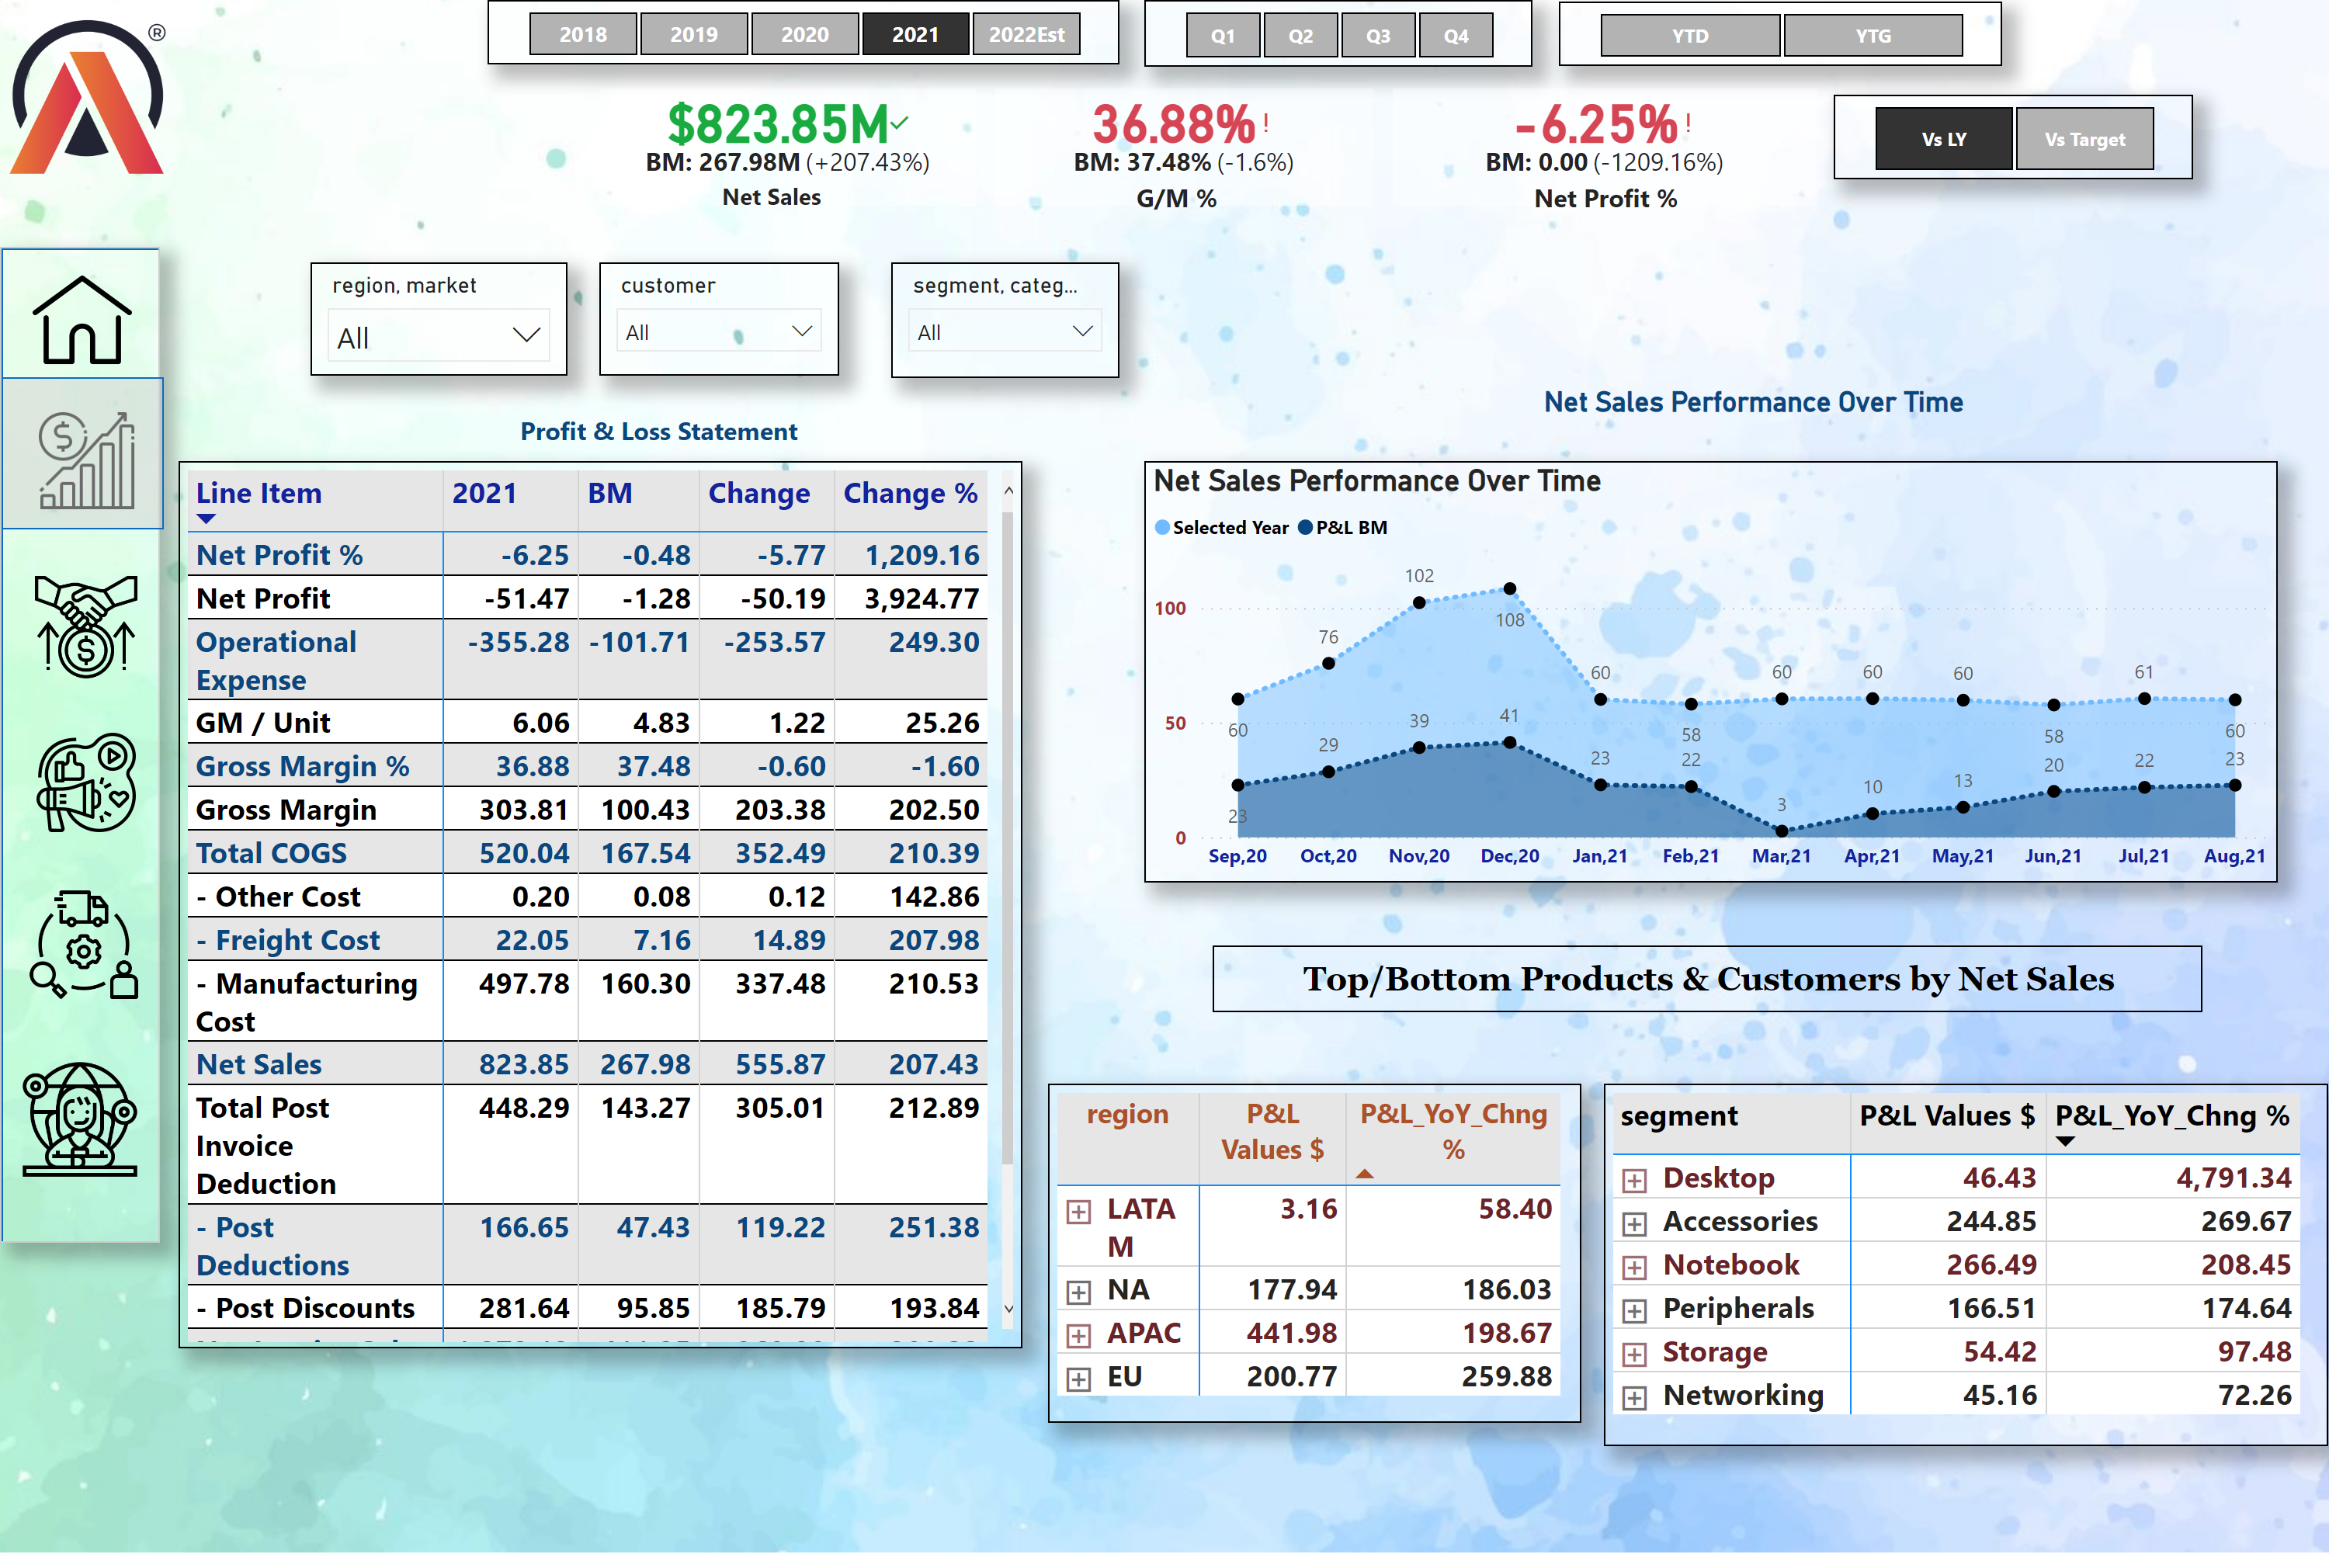 ®
2018 2019 2020 2021 2022Est
Q1 Q2 Q3 Q4
YTD YTG
$823.85M
BM: 267.98M (+207.43%)
Net Sales
36.88% !
BM: 37.48% (-1.6%)
G/M %
-6.25% !
BM: 0.00 (-1209.16%)
Net Profit %
Vs LY Vs Target
region, market
All
customer
All
segment, categ...
All
Profit & Loss Statement
Line Item 2021 BM Change Change %
Net Profit % -6.25 -0.48 -5.77 1,209.16
Net Profit -51.47 -1.28 -50.19 3,924.77
Operational -355.28 -101.71 -253.57 249.30
Expense
GM / Unit 6.06 4.83 1.22 25.26
Gross Margin % 36.88 37.48 -0.60 -1.60
Gross Margin 303.81 100.43 203.38 202.50
Total COGS 520.04 167.54 352.49 210.39
- Other Cost 0.20 0.08 0.12 142.86
- Freight Cost 22.05 7.16 14.89 207.98
- Manufacturing 497.78 160.30 337.48 210.53
Cost
Net Sales 823.85 267.98 555.87 207.43
Total Post 448.29 143.27 305.01 212.89
Invoice
Deduction
- Post 166.65 47.43 119.22 251.38
Deductions
- Post Discounts 281.64 95.85 185.79 193.84
Net Sales Performance Over Time
Net Sales Performance Over Time
Selected Year P&L BM
100
50
0
60 76 102 108 60 58 60 60 60 58 61 60
23 29 39 41 23 22 3 10 13 20 22 23
Sep,20 Oct,20 Nov,20 Dec,20 Jan,21 Feb,21 Mar,21 Apr,21 May,21 Jun,21 Jul,21 Aug,21
Top/Bottom Products & Customers by Net Sales
region P&L P&L_YoY_Chng
Values $ %
LATA 3.16 58.40
M
NA 177.94 186.03
APAC 441.98 198.67
EU 200.77 259.88
segment P&L Values $ P&L_YoY_Chng %
Desktop 46.43 4,791.34
Accessories 244.85 269.67
Notebook 266.49 208.45
Peripherals 166.51 174.64
Storage 54.42 97.48
Networking 45.16 72.26